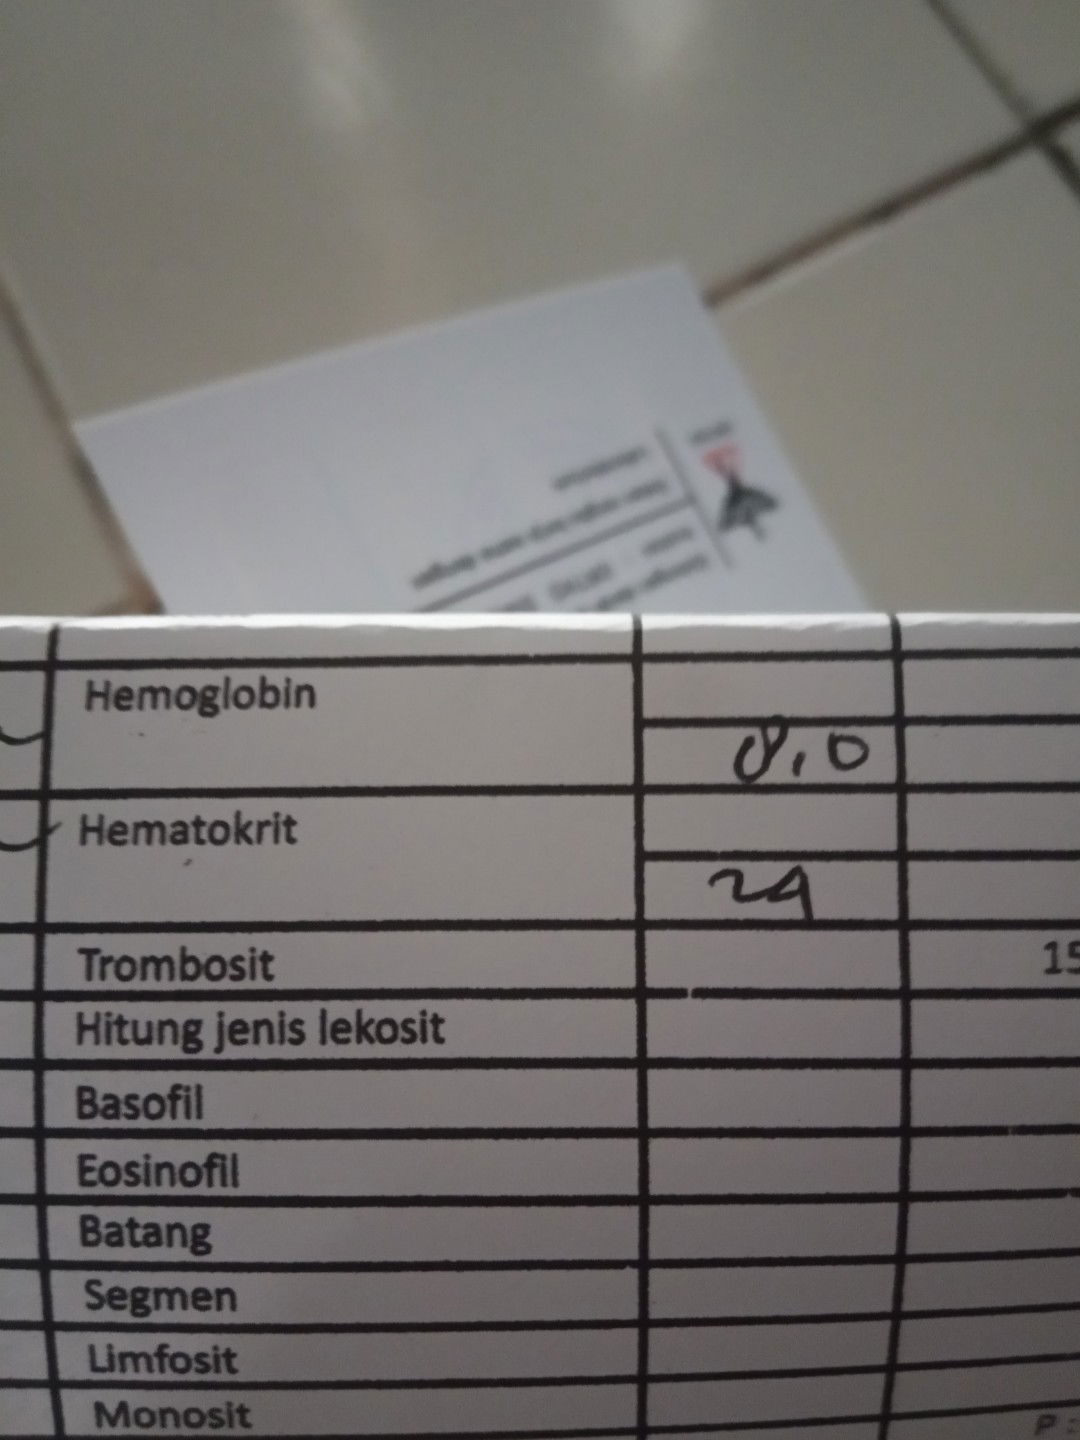 Hemoglobin
8,0
Hematokrit
24
Trombosit 15
Hitung jenis lekosit
Basofil
Eosinofil
Batang
Segmen
Limfosit
Monosit
P